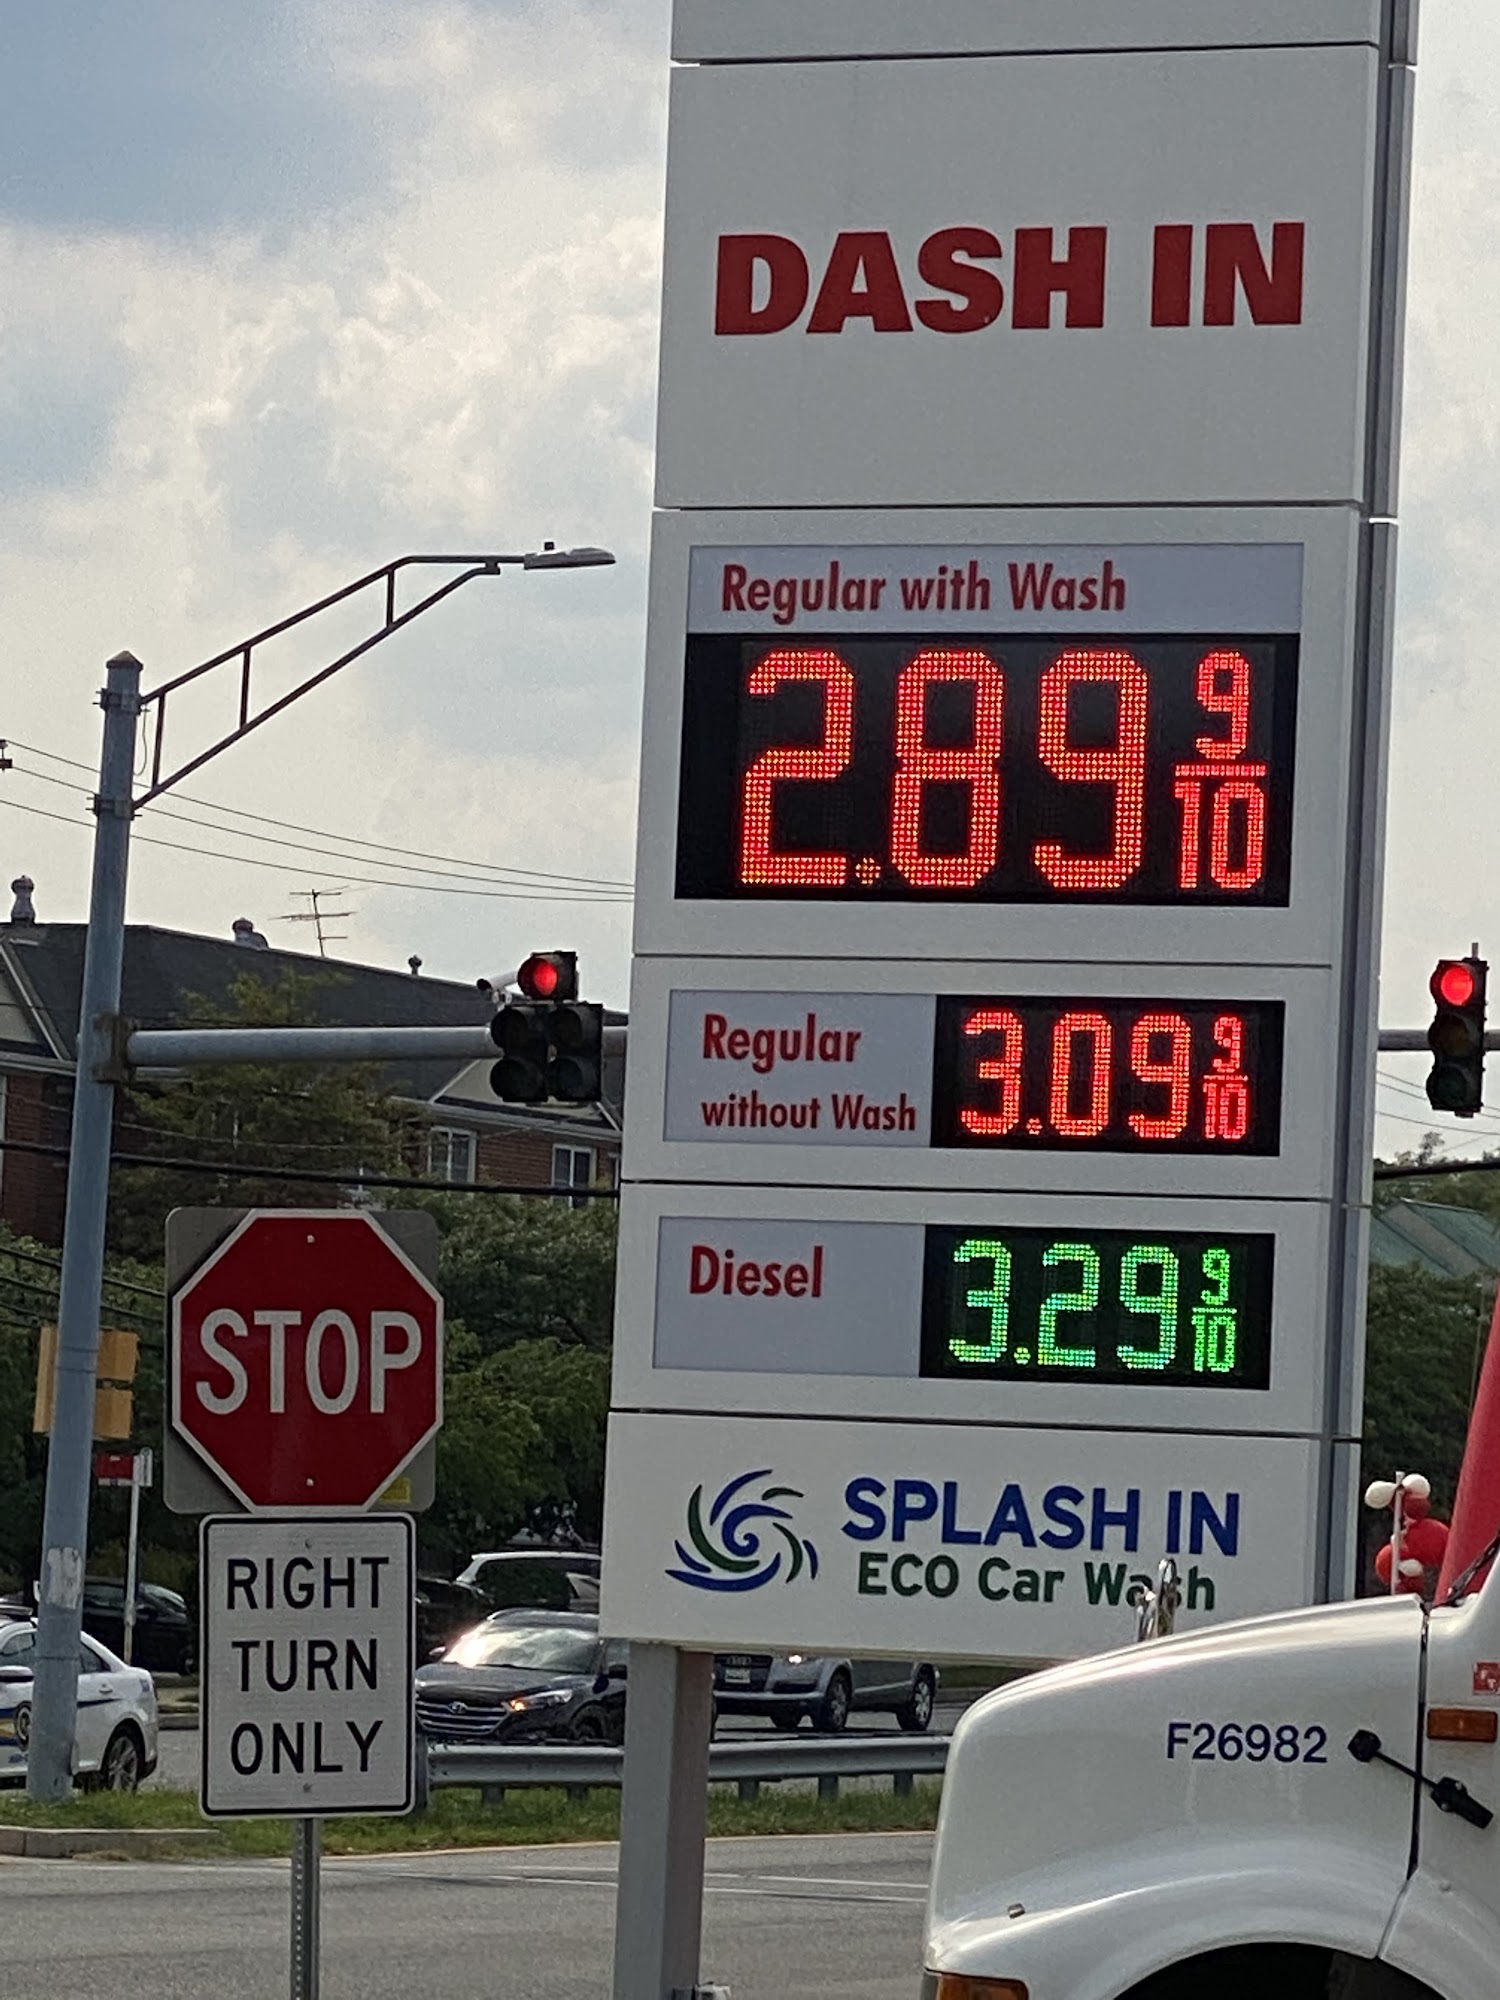 DASH IN
Regular with Wash
2.89 9/10
Regular
without Wash
3.09 9/10
Diesel
3.29 9/10
SPLASH IN
ECO Car Wash
STOP
RIGHT
TURN
ONLY
F26982